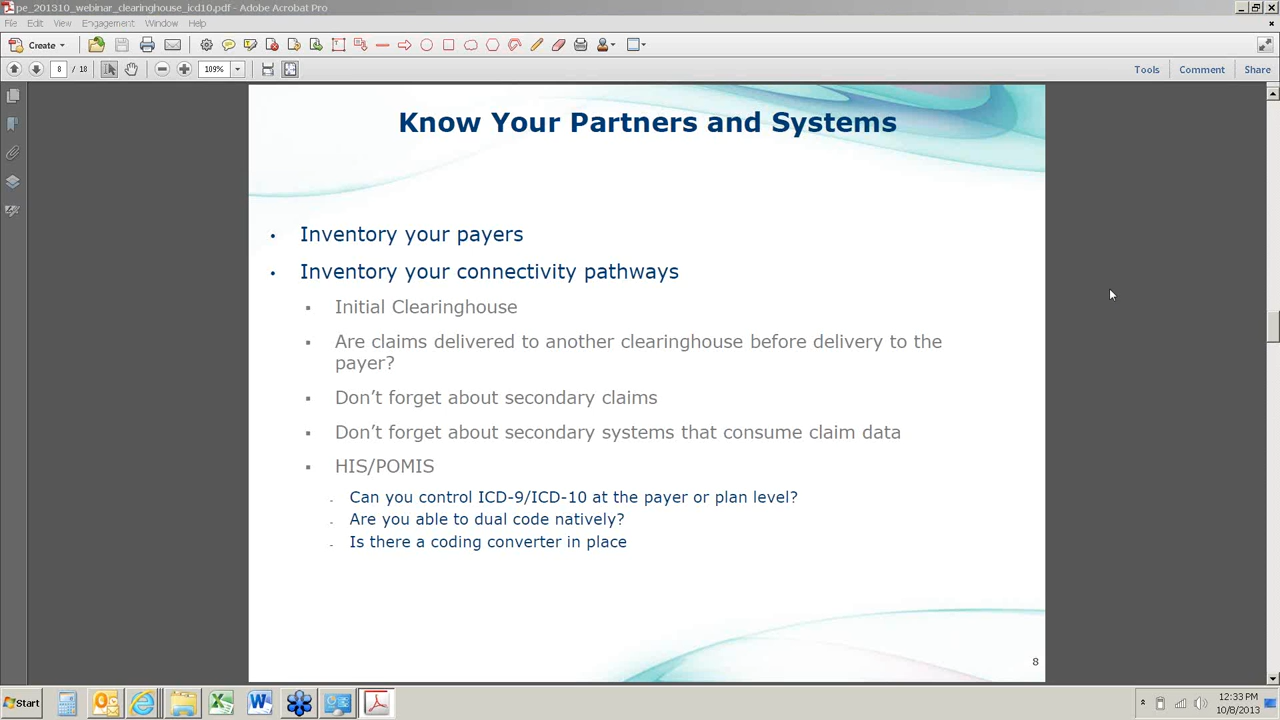 pe_201310_webinar_clearinghouse_icd10.pdf - Adobe Acrobat Pro
File Edit View Engagement Window Help
Create
8 / 18 109% Tools Comment Share
Know Your Partners and Systems
• Inventory your payers
• Inventory your connectivity pathways
▪ Initial Clearinghouse
▪ Are claims delivered to another clearinghouse before delivery to the
payer?
▪ Don’t forget about secondary claims
▪ Don’t forget about secondary systems that consume claim data
▪ HIS/POMIS
- Can you control ICD-9/ICD-10 at the payer or plan level?
- Are you able to dual code natively?
- Is there a coding converter in place
8
Start
12:33 PM
10/8/2013